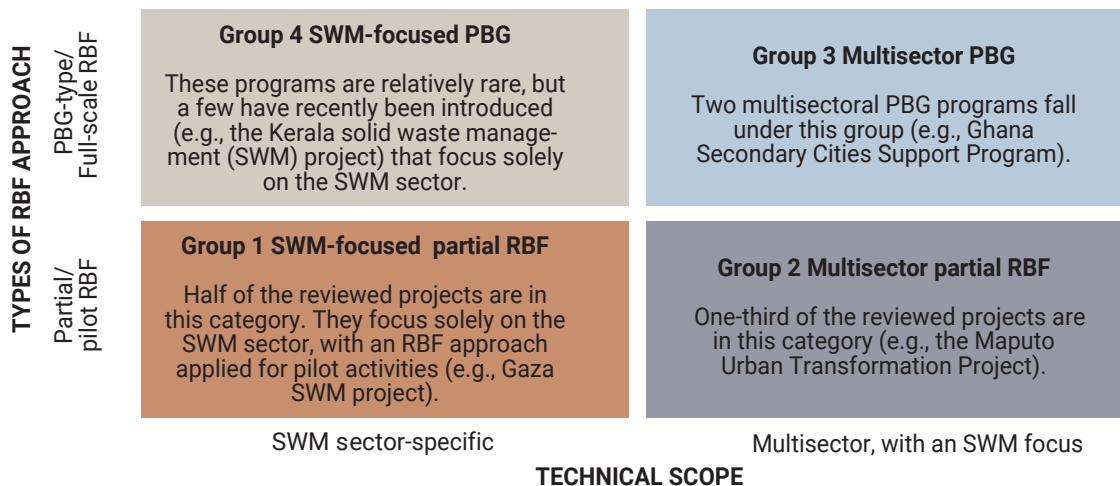 TYPES OF RBF APPROACH
PBG-type/
Full-scale RBF
Group 4 SWM-focused PBG
These programs are relatively rare, but
a few have recently been introduced
(e.g., the Kerala solid waste manage-
ment (SWM) project) that focus solely
on the SWM sector.
Group 3 Multisector PBG
Two multisectoral PBG programs fall
under this group (e.g., Ghana
Secondary Cities Support Program).
Partial/
pilot RBF
Group 1 SWM-focused partial RBF
Half of the reviewed projects are in
this category. They focus solely on the
SWM sector, with an RBF approach
applied for pilot activities (e.g., Gaza
SWM project).
Group 2 Multisector partial RBF
One-third of the reviewed projects are
in this category (e.g., the Maputo
Urban Transformation Project).
SWM sector-specific
Multisector, with an SWM focus
TECHNICAL SCOPE